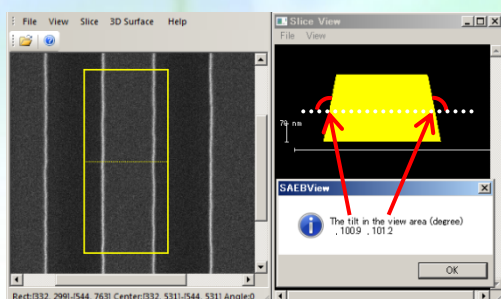 File View Slice 3D Surface Help
Slice View
File View
70 nm
SAEBView
The tilt in the view area (degree)
, 100.9 , 101.2
OK
Rect:[332, 299]-[544, 763] Center:[332, 531]-[544, 531] Angle:0